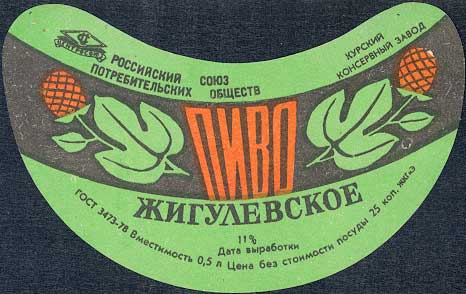 РОССИЙСКИЙ СОЮЗ
ПОТРЕБИТЕЛЬСКИХ ОБЩЕСТВ
КУРСКИЙ
КОНСЕРВНЫЙ ЗАВОД
ПИВО
ЖИГУЛЕВСКОЕ
11%
Дата выработки
ГОСТ 3473-78 Вместимость 0,5 л Цена без стоимости посуды 25 коп.